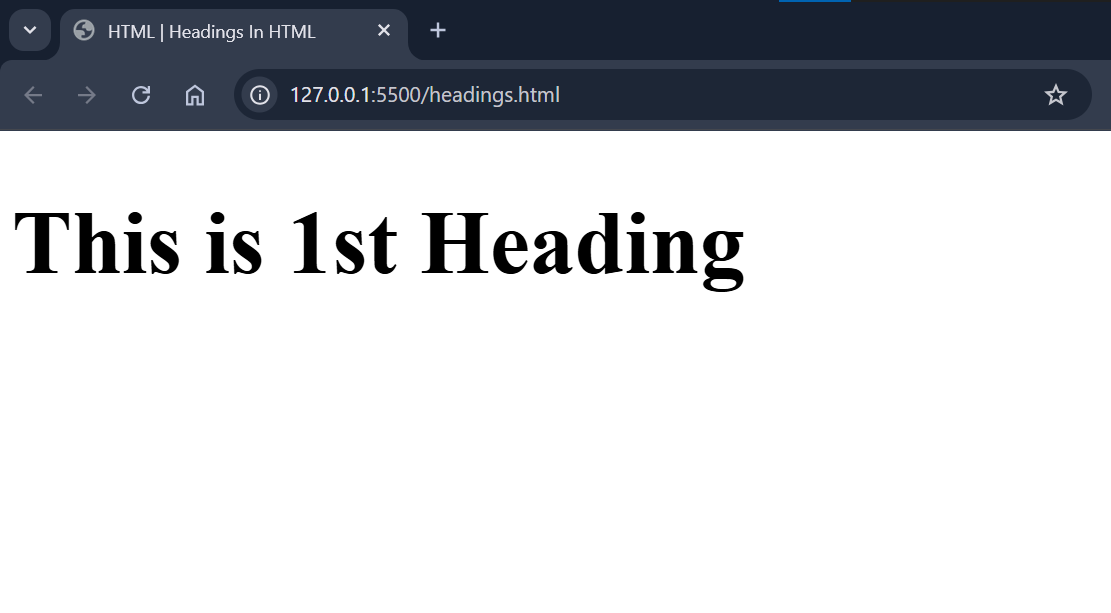 HTML | Headings In HTML
127.0.0.1:5500/headings.html
This is 1st Heading